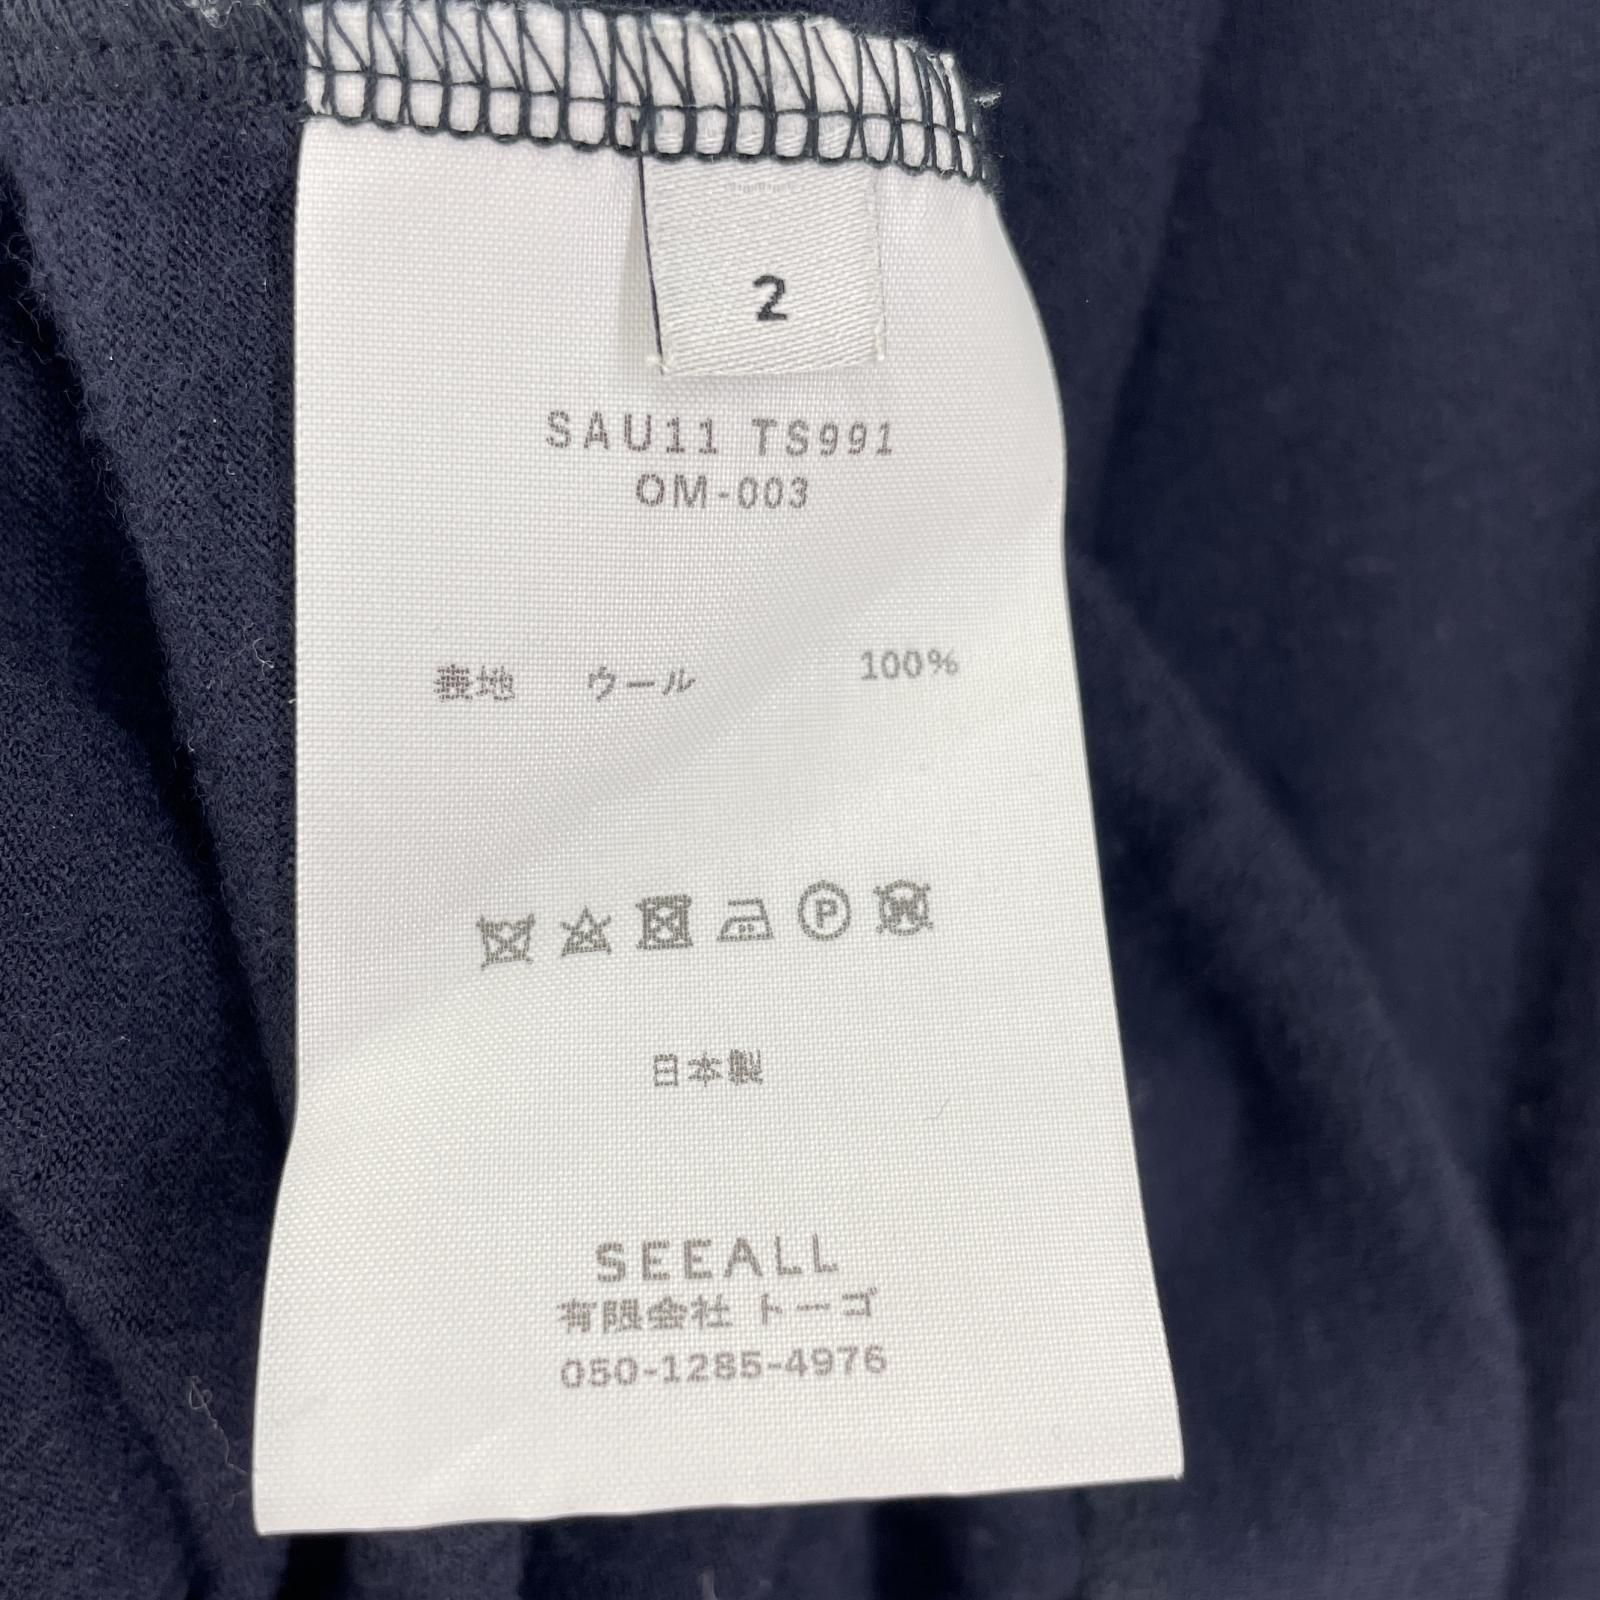 2
SAU11 TS991
OM-003
表地 ウール 100%
P
W
日本製
SEEALL
有限会社 トーゴ
050-1285-4976